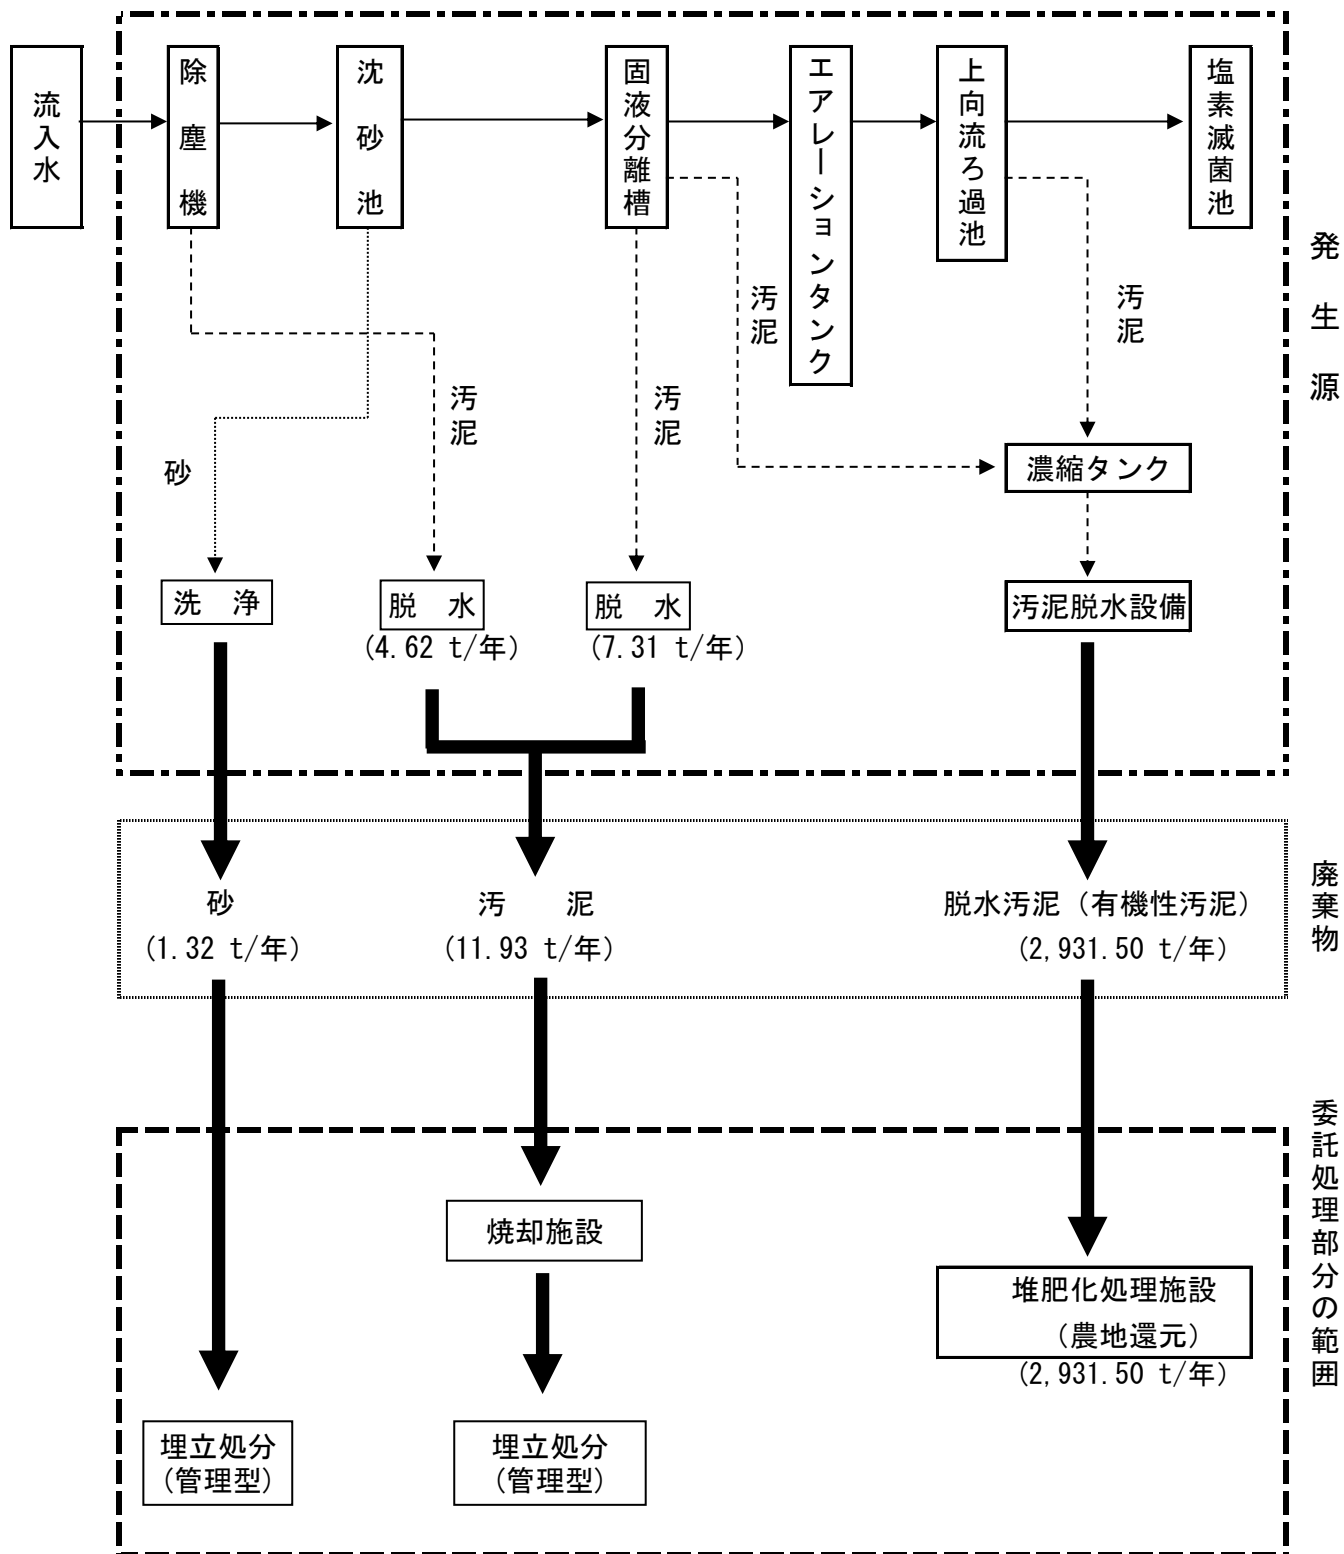 流入水
除塵機
沈砂池
固液分離槽
エアレーションタンク
上向流ろ過池
塩素滅菌池
発生源
汚泥
汚泥
汚泥
汚泥
砂
濃縮タンク
洗　浄
脱　水
脱　水
汚泥脱水設備
(4.62 t/年)
(7.31 t/年)
砂
汚　泥
脱水汚泥（有機性汚泥）
(1.32 t/年)
(11.93 t/年)
(2,931.50 t/年)
廃棄物
委託処理部分の範囲
焼却施設
堆肥化処理施設
（農地還元）
(2,931.50 t/年)
埋立処分
(管理型)
埋立処分
(管理型)